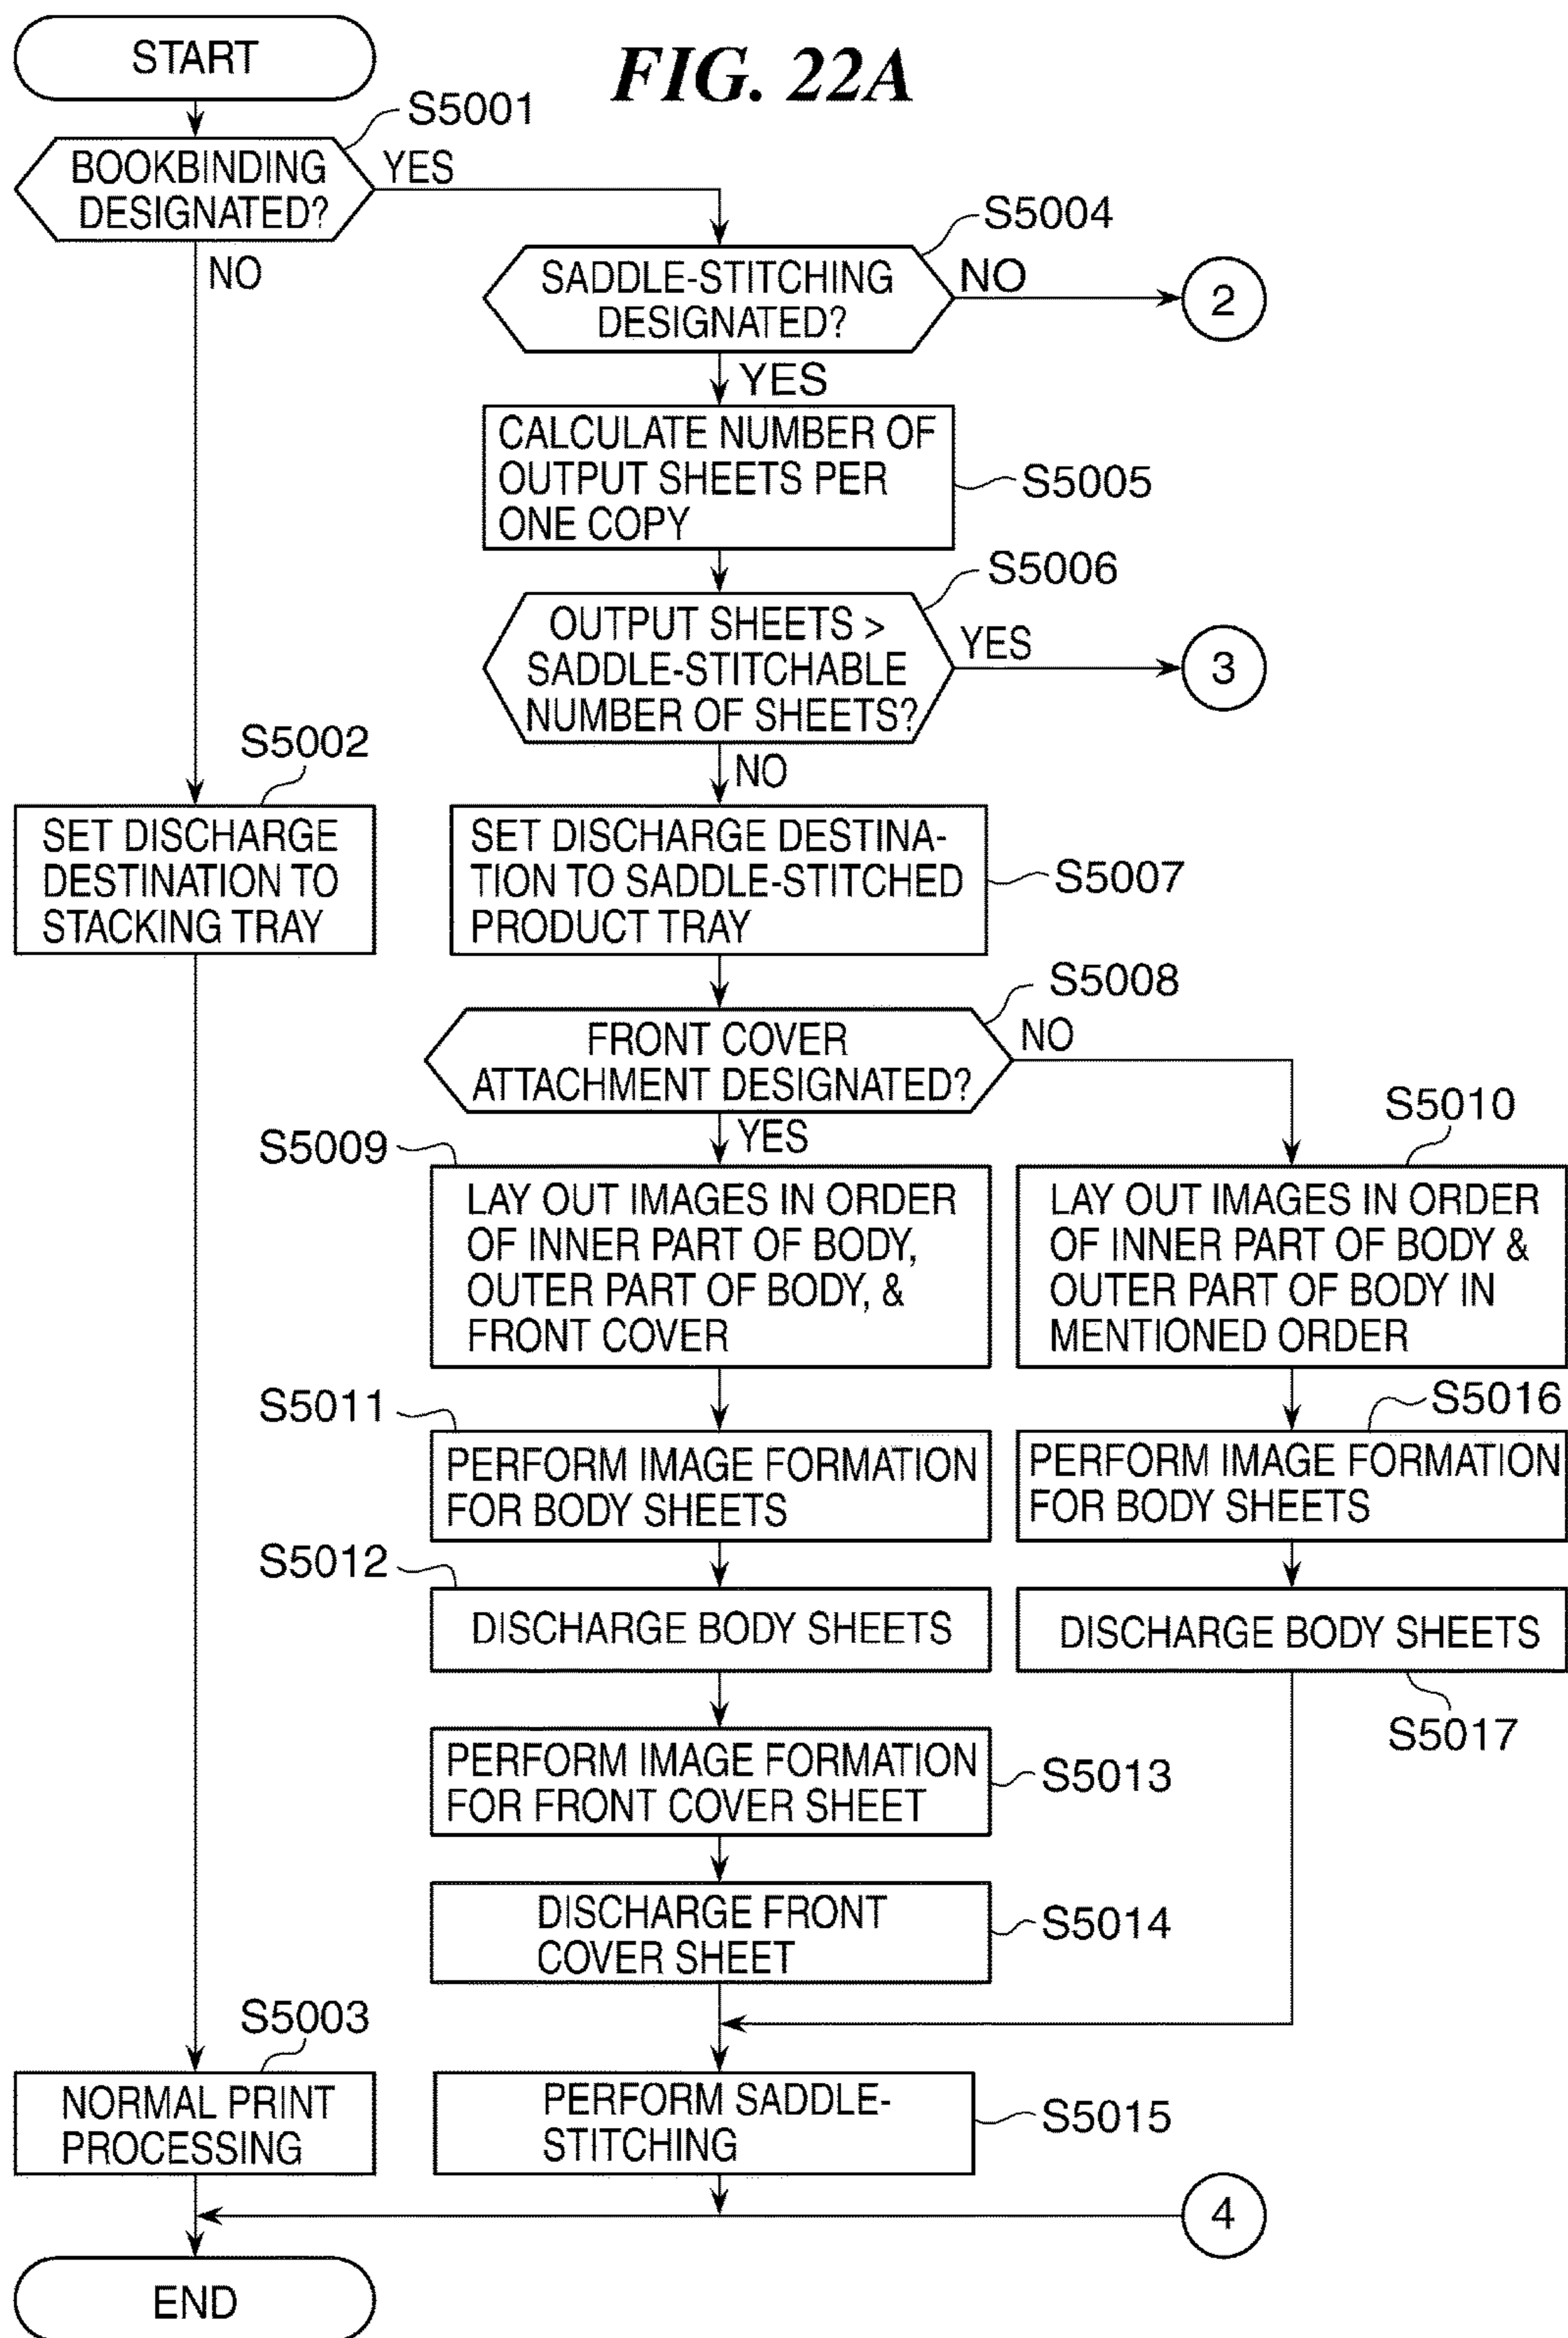 START
FIG. 22A
S5001
BOOKBINDING
DESIGNATED?
YES
NO
S5004
SADDLE-STITCHING
DESIGNATED?
NO
2
YES
CALCULATE NUMBER OF
OUTPUT SHEETS PER
ONE COPY
S5005
S5006
OUTPUT SHEETS >
SADDLE-STITCHABLE
NUMBER OF SHEETS?
YES
3
NO
S5002
SET DISCHARGE
DESTINATION TO
STACKING TRAY
SET DISCHARGE DESTINA-
TION TO SADDLE-STITCHED
PRODUCT TRAY
S5007
S5008
FRONT COVER
ATTACHMENT DESIGNATED?
NO
YES
S5009
LAY OUT IMAGES IN ORDER
OF INNER PART OF BODY,
OUTER PART OF BODY, &
FRONT COVER
S5010
LAY OUT IMAGES IN ORDER
OF INNER PART OF BODY &
OUTER PART OF BODY IN
MENTIONED ORDER
S5011
PERFORM IMAGE FORMATION
FOR BODY SHEETS
S5016
PERFORM IMAGE FORMATION
FOR BODY SHEETS
S5012
DISCHARGE BODY SHEETS
DISCHARGE BODY SHEETS
S5017
PERFORM IMAGE FORMATION
FOR FRONT COVER SHEET
S5013
DISCHARGE FRONT
COVER SHEET
S5014
S5003
NORMAL PRINT
PROCESSING
PERFORM SADDLE-
STITCHING
S5015
4
END